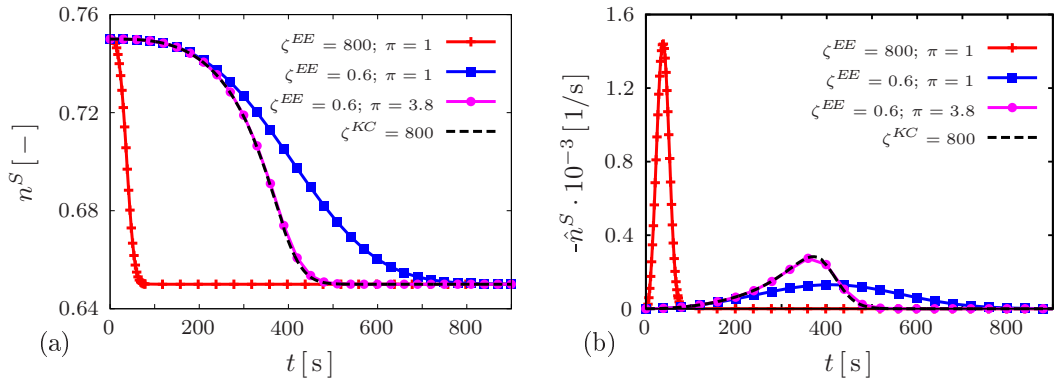 0.76
0.72
0.68
0.64
n^S [−]
0 200 400 600 800
t [s]
(a)
ζ^EE = 800; π = 1
ζ^EE = 0.6; π = 1
ζ^EE = 0.6; π = 3.8
ζ^KC = 800
1.6
1.2
0.8
0.4
0
-n̂^S · 10^−3 [1/s]
0 200 400 600 800
t [s]
(b)
ζ^EE = 800; π = 1
ζ^EE = 0.6; π = 1
ζ^EE = 0.6; π = 3.8
ζ^KC = 800